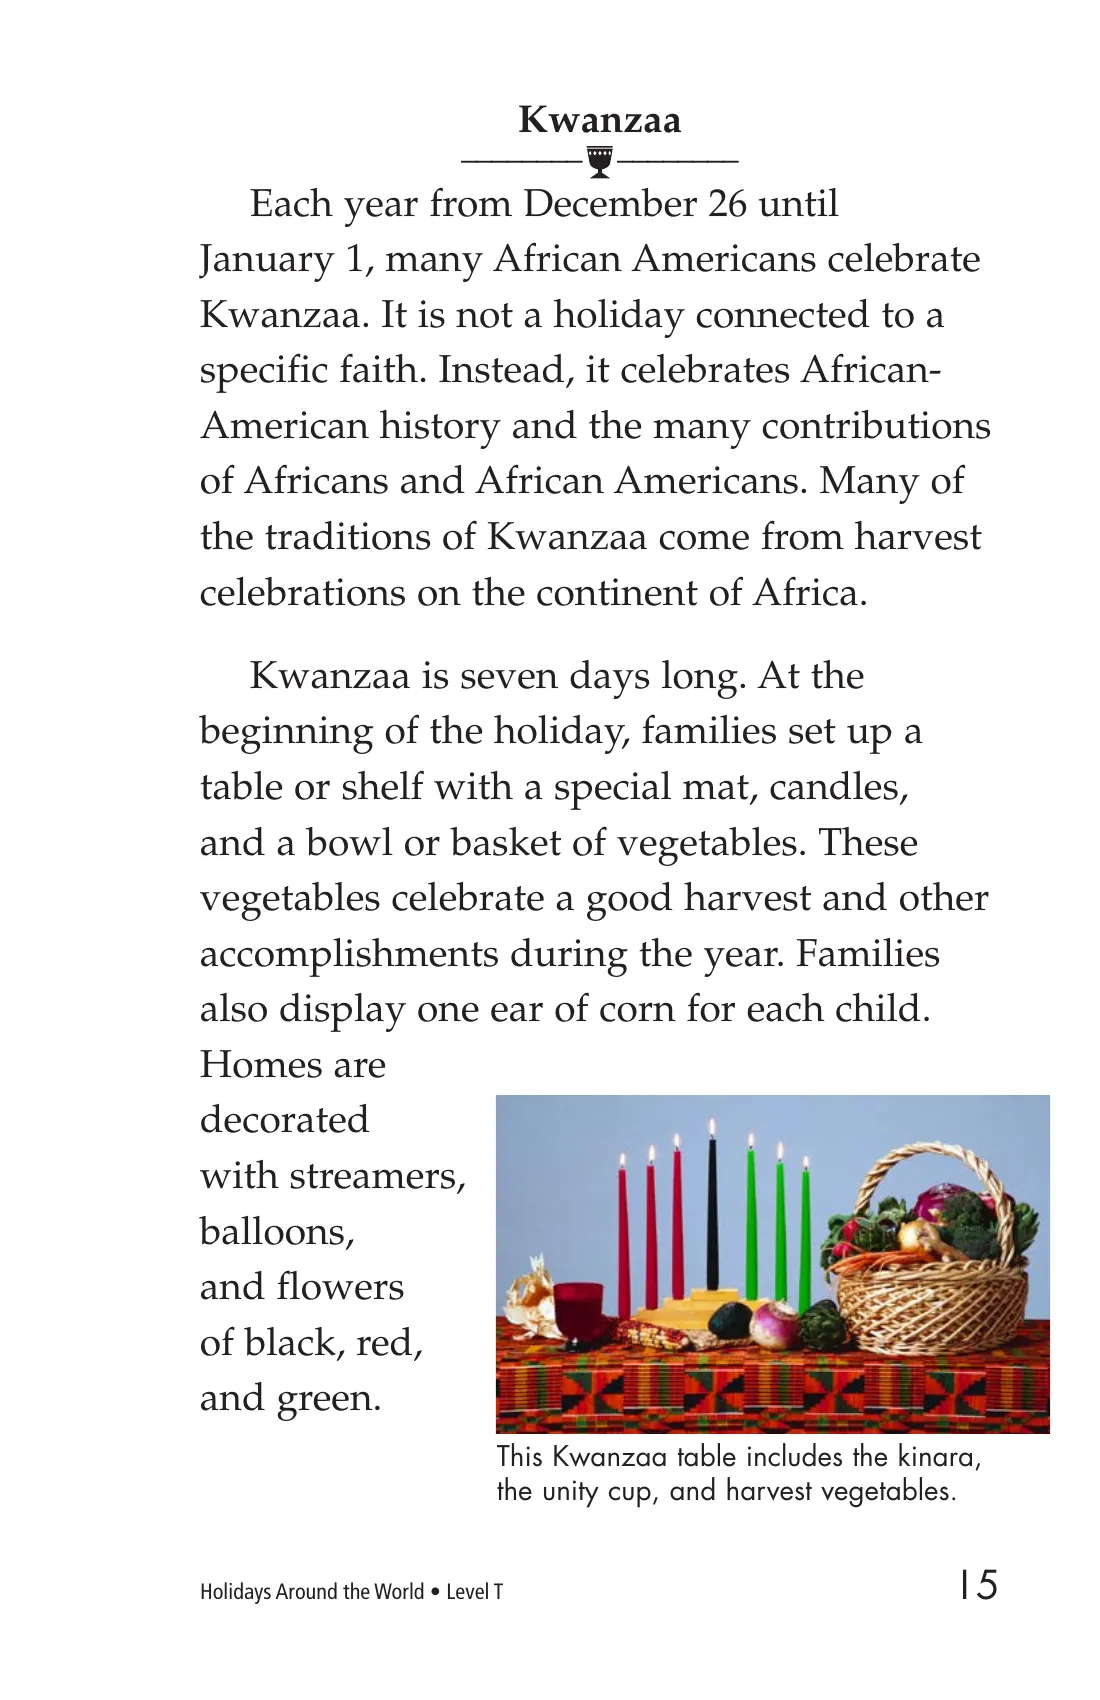 Kwanzaa
Each year from December 26 until
January 1, many African Americans celebrate
Kwanzaa. It is not a holiday connected to a
specific faith. Instead, it celebrates African-
American history and the many contributions
of Africans and African Americans. Many of
the traditions of Kwanzaa come from harvest
celebrations on the continent of Africa.
Kwanzaa is seven days long. At the
beginning of the holiday, families set up a
table or shelf with a special mat, candles,
and a bowl or basket of vegetables. These
vegetables celebrate a good harvest and other
accomplishments during the year. Families
also display one ear of corn for each child.
Homes are
decorated
with streamers,
balloons,
and flowers
of black, red,
and green.
This Kwanzaa table includes the kinara,
the unity cup, and harvest vegetables.
Holidays Around the World • Level T
15